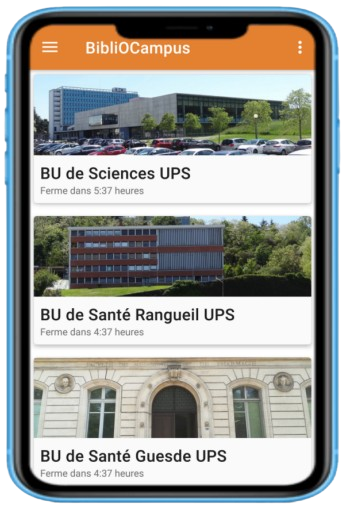 BibliOCampus
BU de Sciences UPS
Ferme dans 5:37 heures
BU de Santé Rangueil UPS
Ferme dans 4:37 heures
BU de Santé Guesde UPS
Ferme dans 4:37 heures